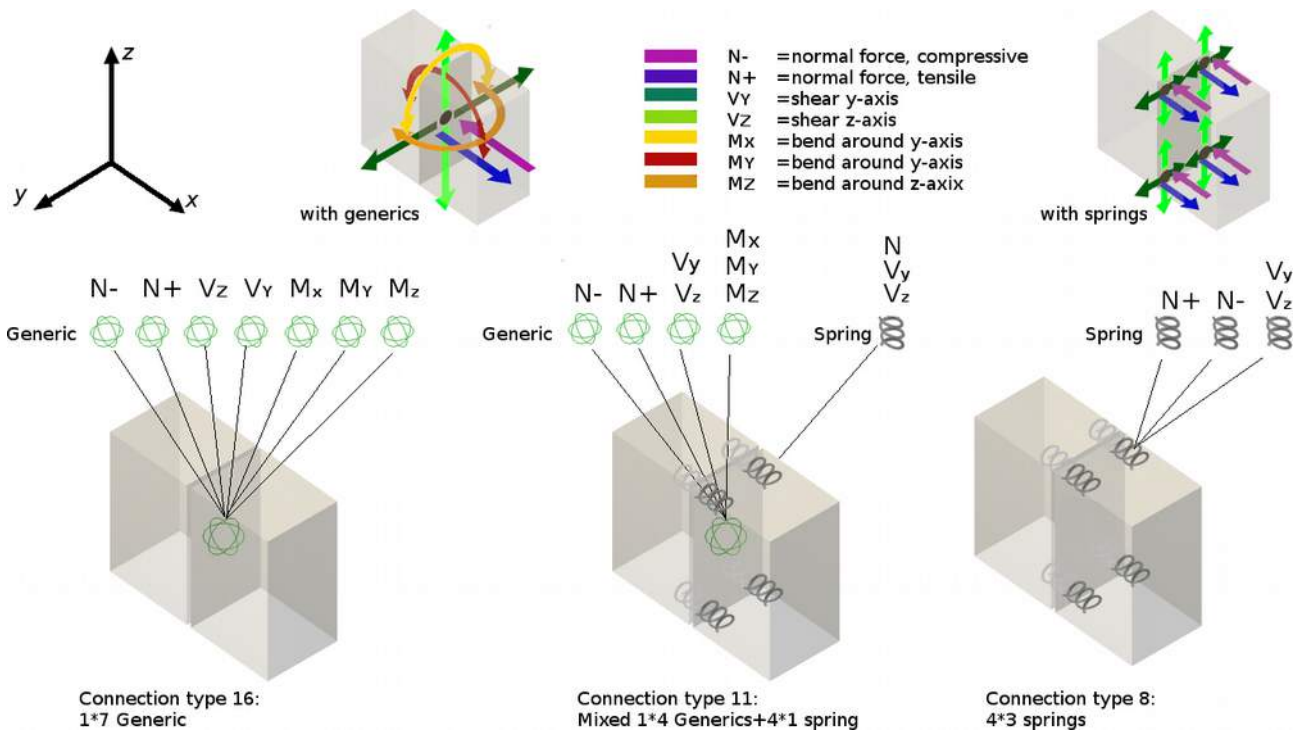 z
y
x
with generics
N- =normal force, compressive
N+ =normal force, tensile
VY =shear y-axis
VZ =shear z-axis
Mx =bend around y-axis
MY =bend around y-axis
MZ =bend around z-axix
with springs
N- N+ VZ VY Mx MY Mz
Generic
Mx
Vy MY
N- N+ Vz MZ
Generic
N
Vy
Vz
Spring
Vy
N+ N- Vz
Spring
Connection type 16:
1*7 Generic
Connection type 11:
Mixed 1*4 Generics+4*1 spring
Connection type 8:
4*3 springs